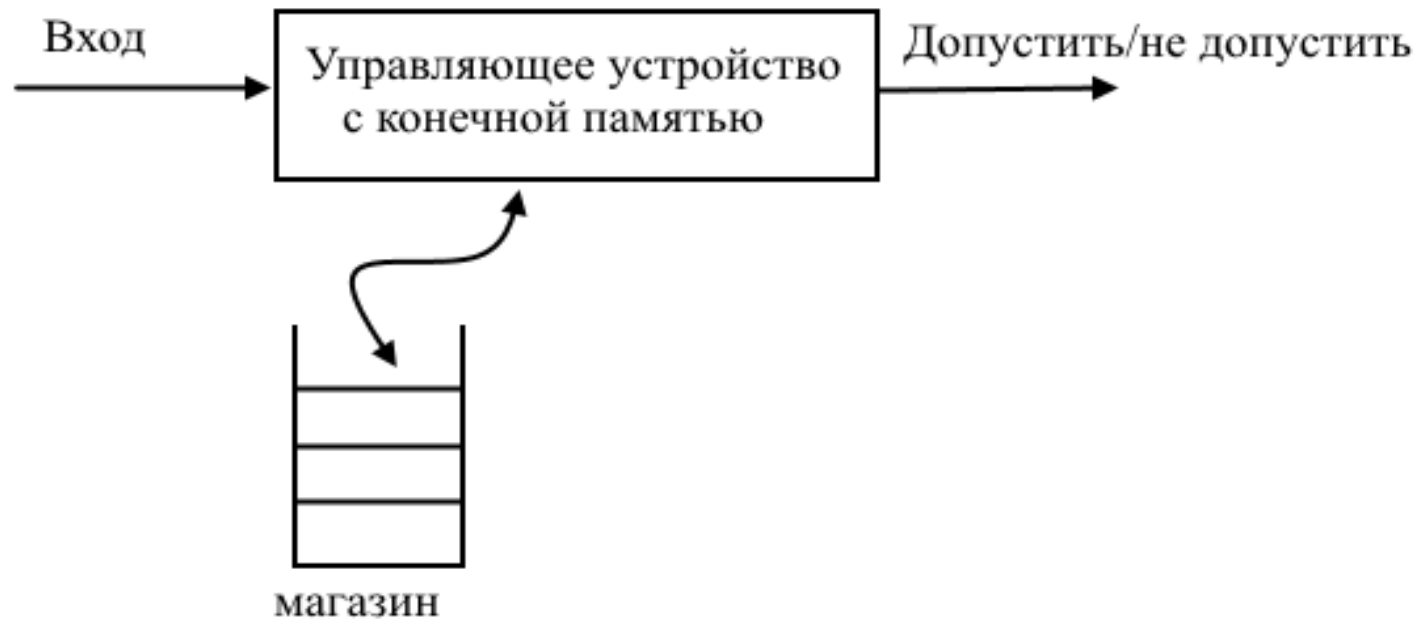 Вход
Управляющее устройство
с конечной памятью
Допустить/не допустить
магазин